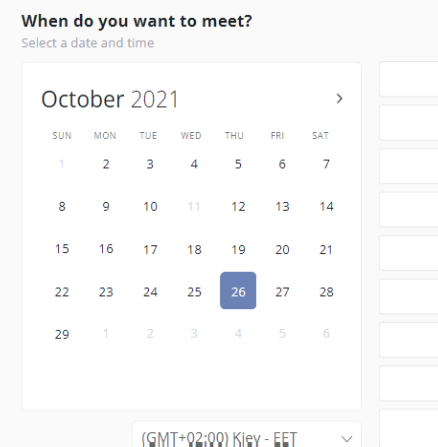 When do you want to meet?
Select a date and time
October 2021
SUN MON TUE WED THU FRI SAT
1 2 3 4 5 6 7
8 9 10 11 12 13 14
15 16 17 18 19 20 21
22 23 24 25 26 27 28
29 1 2 3 4 5 6
(GMT+02:00) Kiev - EET